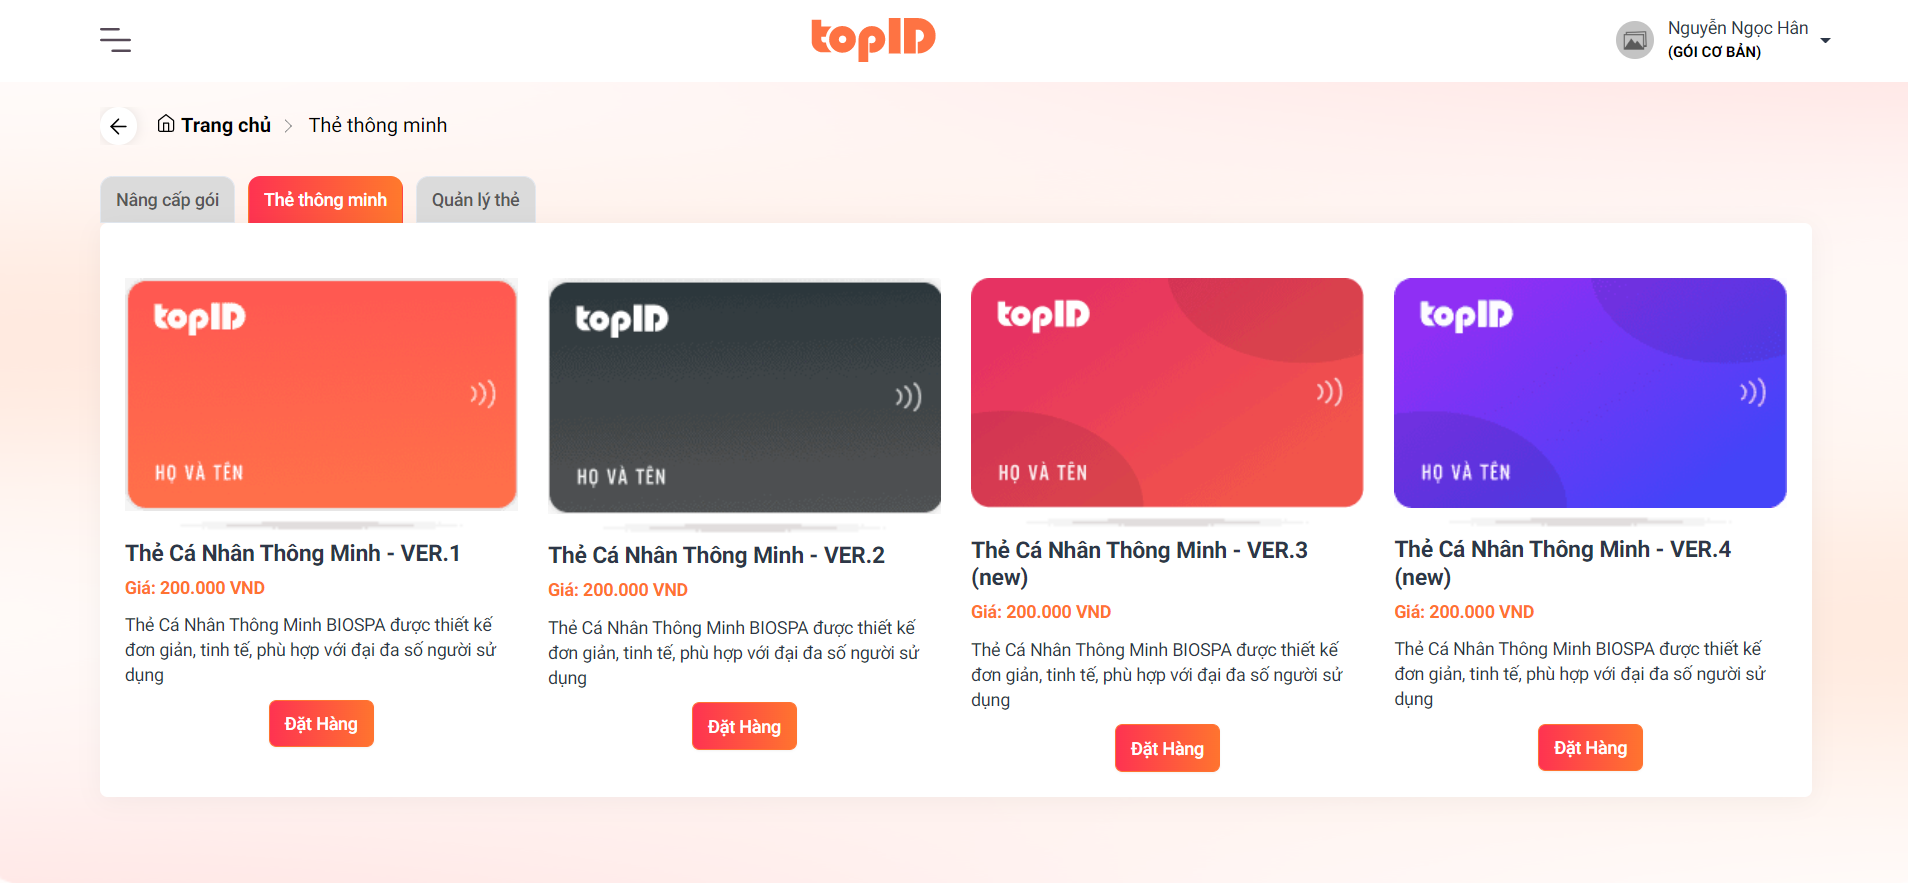 topID
Nguyễn Ngọc Hân
(GÓI CƠ BẢN)
Trang chủ
Thẻ thông minh
Nâng cấp gói
Thẻ thông minh
Quản lý thẻ
topID
HỌ VÀ TÊN
Thẻ Cá Nhân Thông Minh - VER.1
Giá: 200.000 VND
Thẻ Cá Nhân Thông Minh BIOSPA được thiết kế
đơn giản, tinh tế, phù hợp với đại đa số người sử
dụng
Đặt Hàng
topID
HỌ VÀ TÊN
Thẻ Cá Nhân Thông Minh - VER.2
Giá: 200.000 VND
Thẻ Cá Nhân Thông Minh BIOSPA được thiết kế
đơn giản, tinh tế, phù hợp với đại đa số người sử
dụng
Đặt Hàng
topID
HỌ VÀ TÊN
Thẻ Cá Nhân Thông Minh - VER.3
(new)
Giá: 200.000 VND
Thẻ Cá Nhân Thông Minh BIOSPA được thiết kế
đơn giản, tinh tế, phù hợp với đại đa số người sử
dụng
Đặt Hàng
topID
HỌ VÀ TÊN
Thẻ Cá Nhân Thông Minh - VER.4
(new)
Giá: 200.000 VND
Thẻ Cá Nhân Thông Minh BIOSPA được thiết kế
đơn giản, tinh tế, phù hợp với đại đa số người sử
dụng
Đặt Hàng